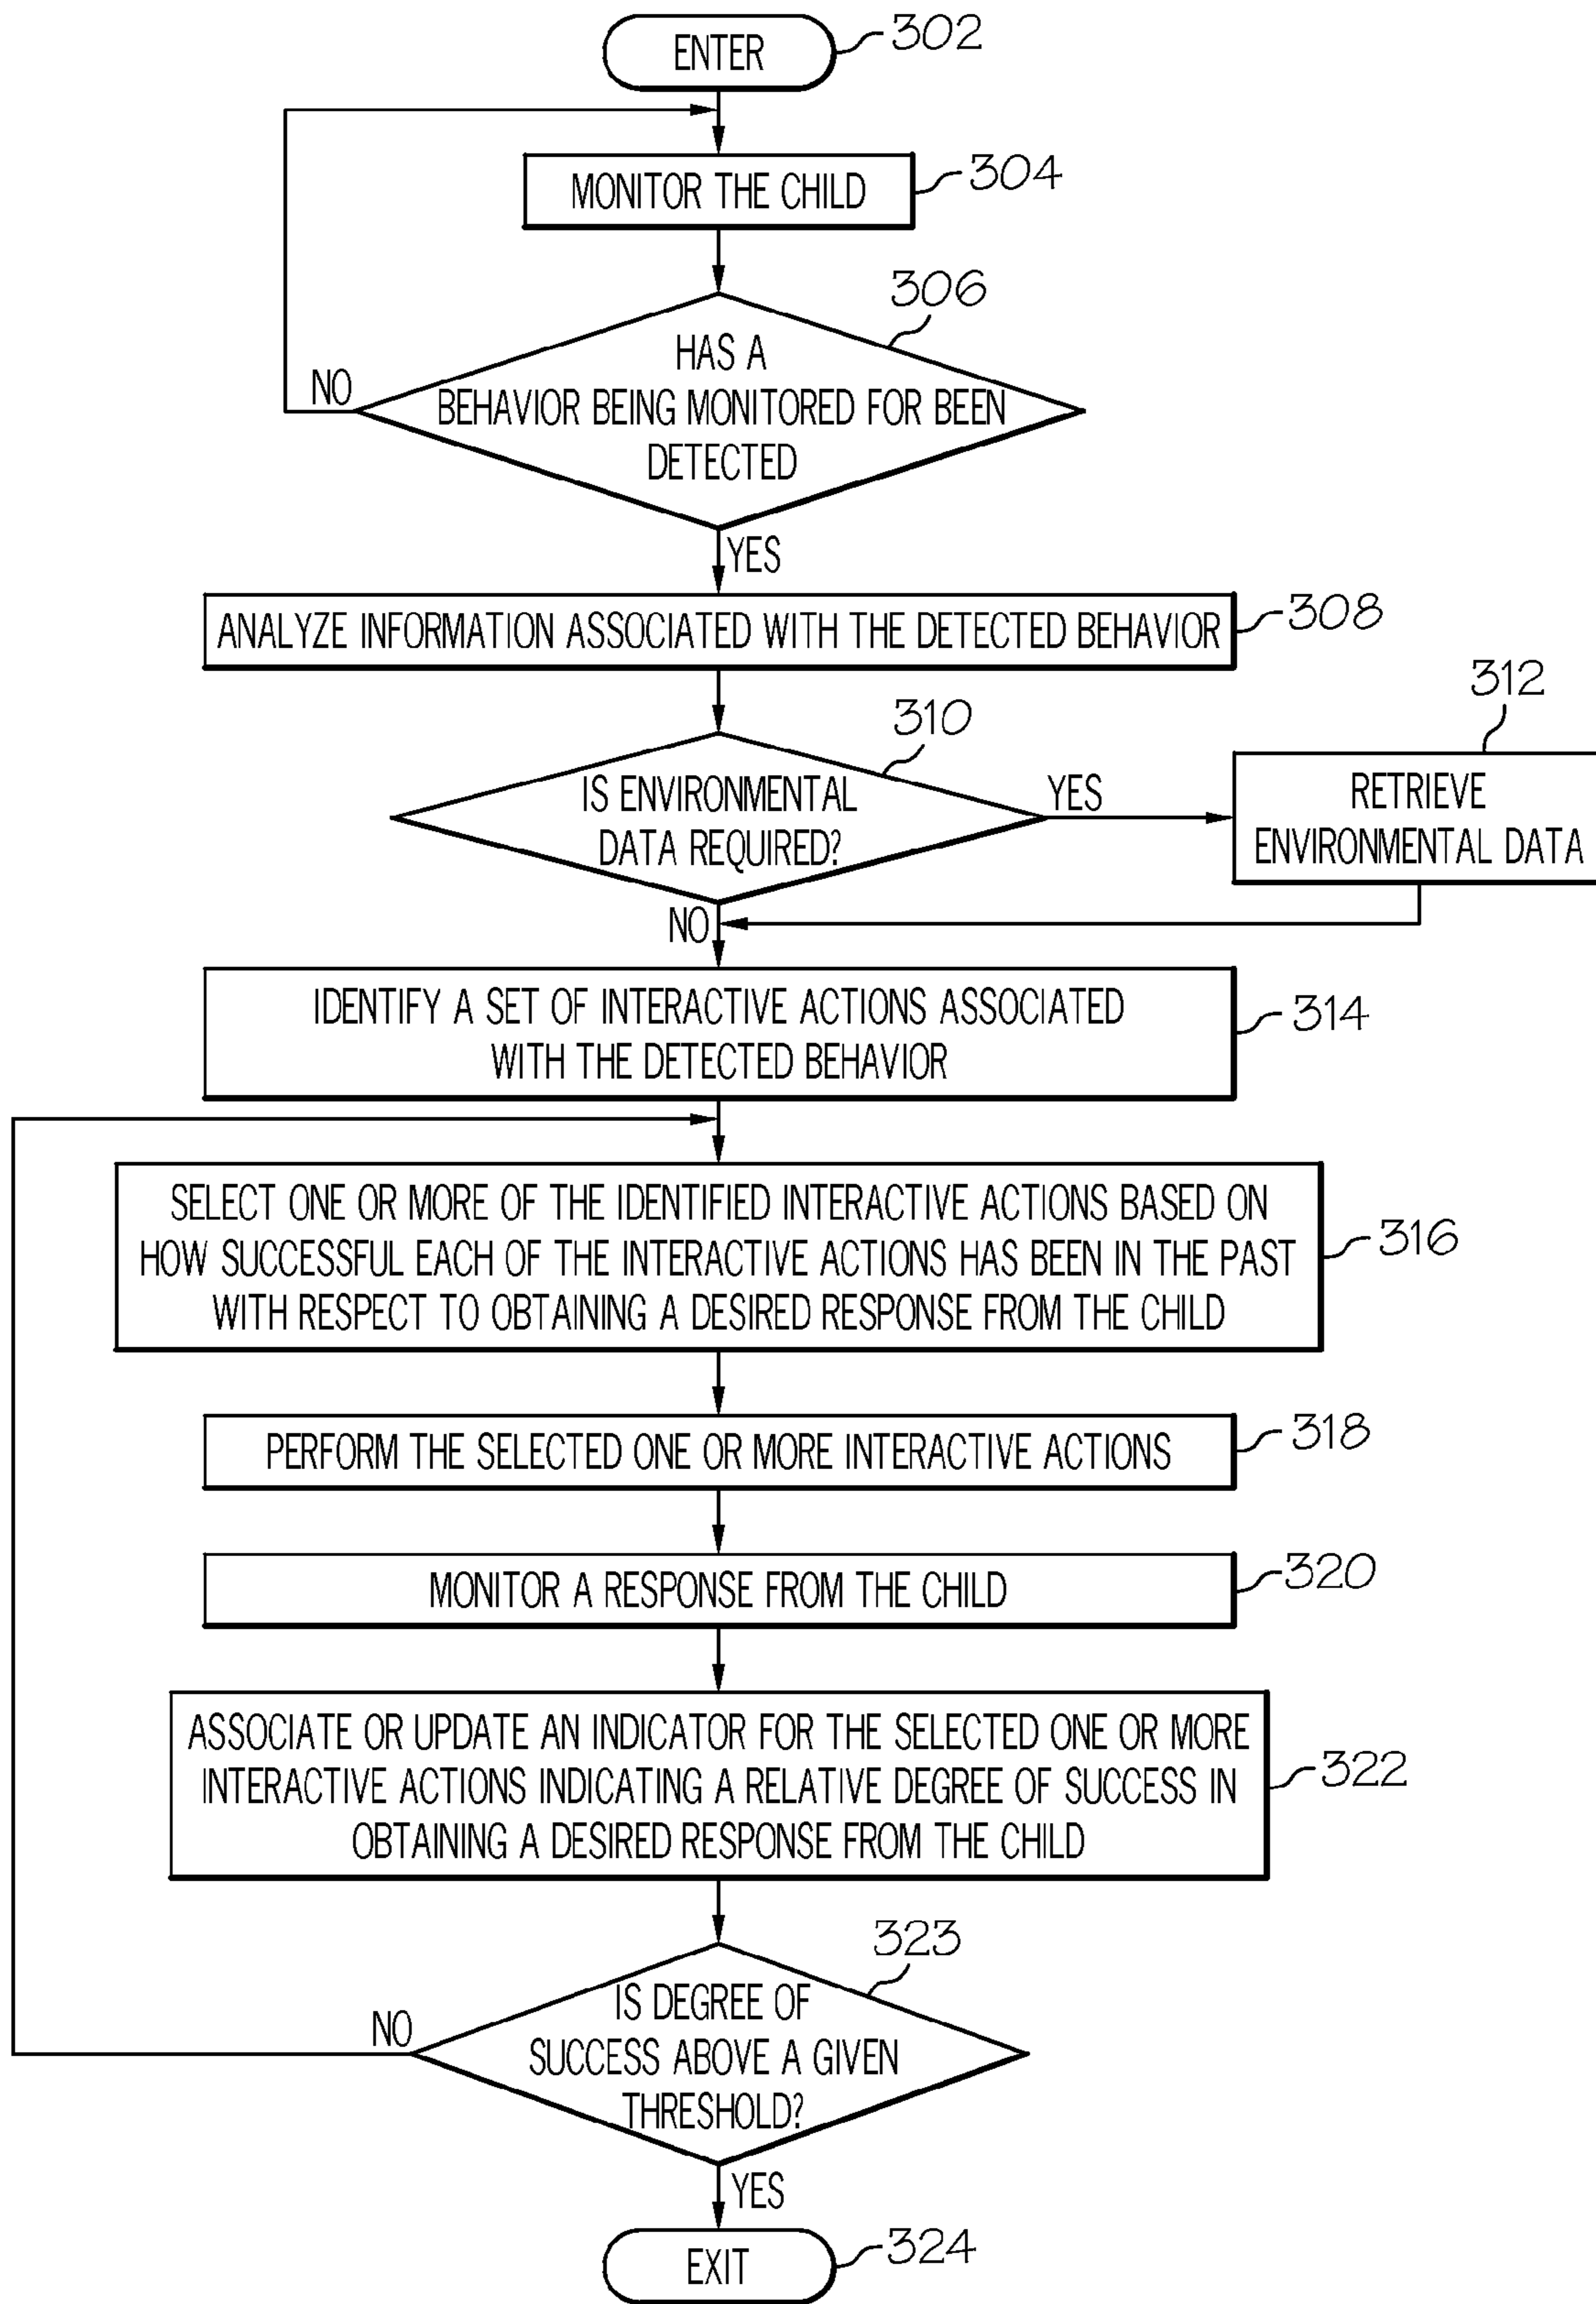 ENTER
302
MONITOR THE CHILD
304
306
HAS A
BEHAVIOR BEING MONITORED FOR BEEN
DETECTED
NO
YES
ANALYZE INFORMATION ASSOCIATED WITH THE DETECTED BEHAVIOR
308
310
312
IS ENVIRONMENTAL
DATA REQUIRED?
YES
RETRIEVE
ENVIRONMENTAL DATA
NO
IDENTIFY A SET OF INTERACTIVE ACTIONS ASSOCIATED
WITH THE DETECTED BEHAVIOR
314
SELECT ONE OR MORE OF THE IDENTIFIED INTERACTIVE ACTIONS BASED ON
HOW SUCCESSFUL EACH OF THE INTERACTIVE ACTIONS HAS BEEN IN THE PAST
WITH RESPECT TO OBTAINING A DESIRED RESPONSE FROM THE CHILD
316
PERFORM THE SELECTED ONE OR MORE INTERACTIVE ACTIONS
318
MONITOR A RESPONSE FROM THE CHILD
320
ASSOCIATE OR UPDATE AN INDICATOR FOR THE SELECTED ONE OR MORE
INTERACTIVE ACTIONS INDICATING A RELATIVE DEGREE OF SUCCESS IN
OBTAINING A DESIRED RESPONSE FROM THE CHILD
322
323
IS DEGREE OF
SUCCESS ABOVE A GIVEN
THRESHOLD?
NO
YES
EXIT
324